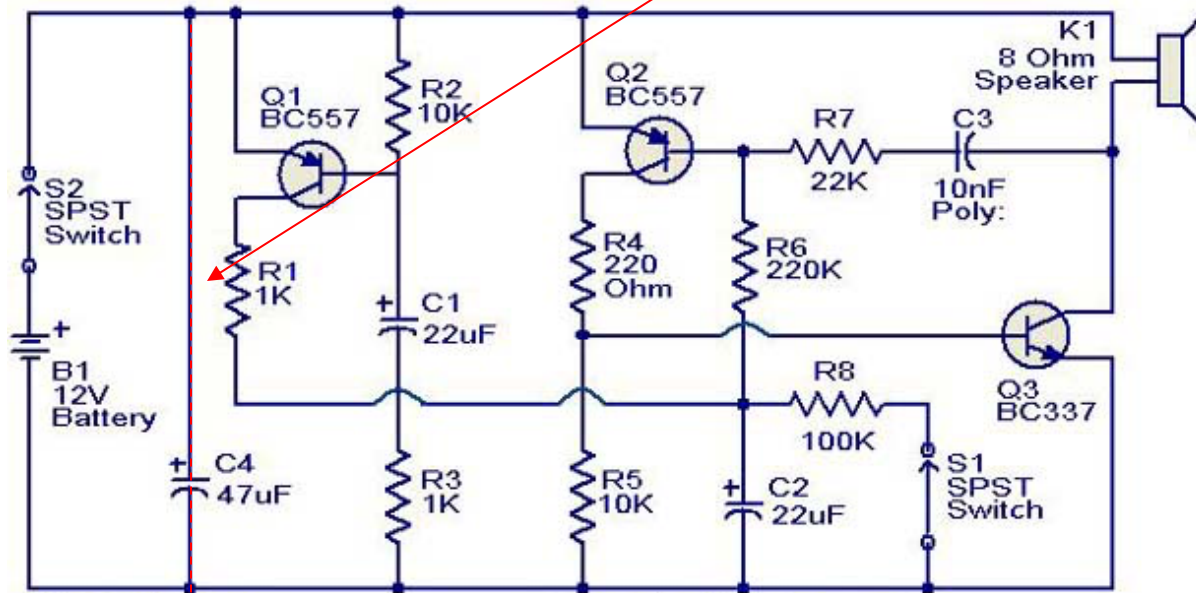 K1
8 Ohm
Speaker
Q1
BC557
R2
10K
Q2
BC557
R7
22K
C3
10nF
Poly:
S2
SPST
Switch
R1
1K
+
C1
22uF
R4
220
Ohm
R6
220K
+
B1
12V
Battery
R8
100K
Q3
BC337
+
C4
47uF
R3
1K
R5
10K
+
C2
22uF
S1
SPST
Switch